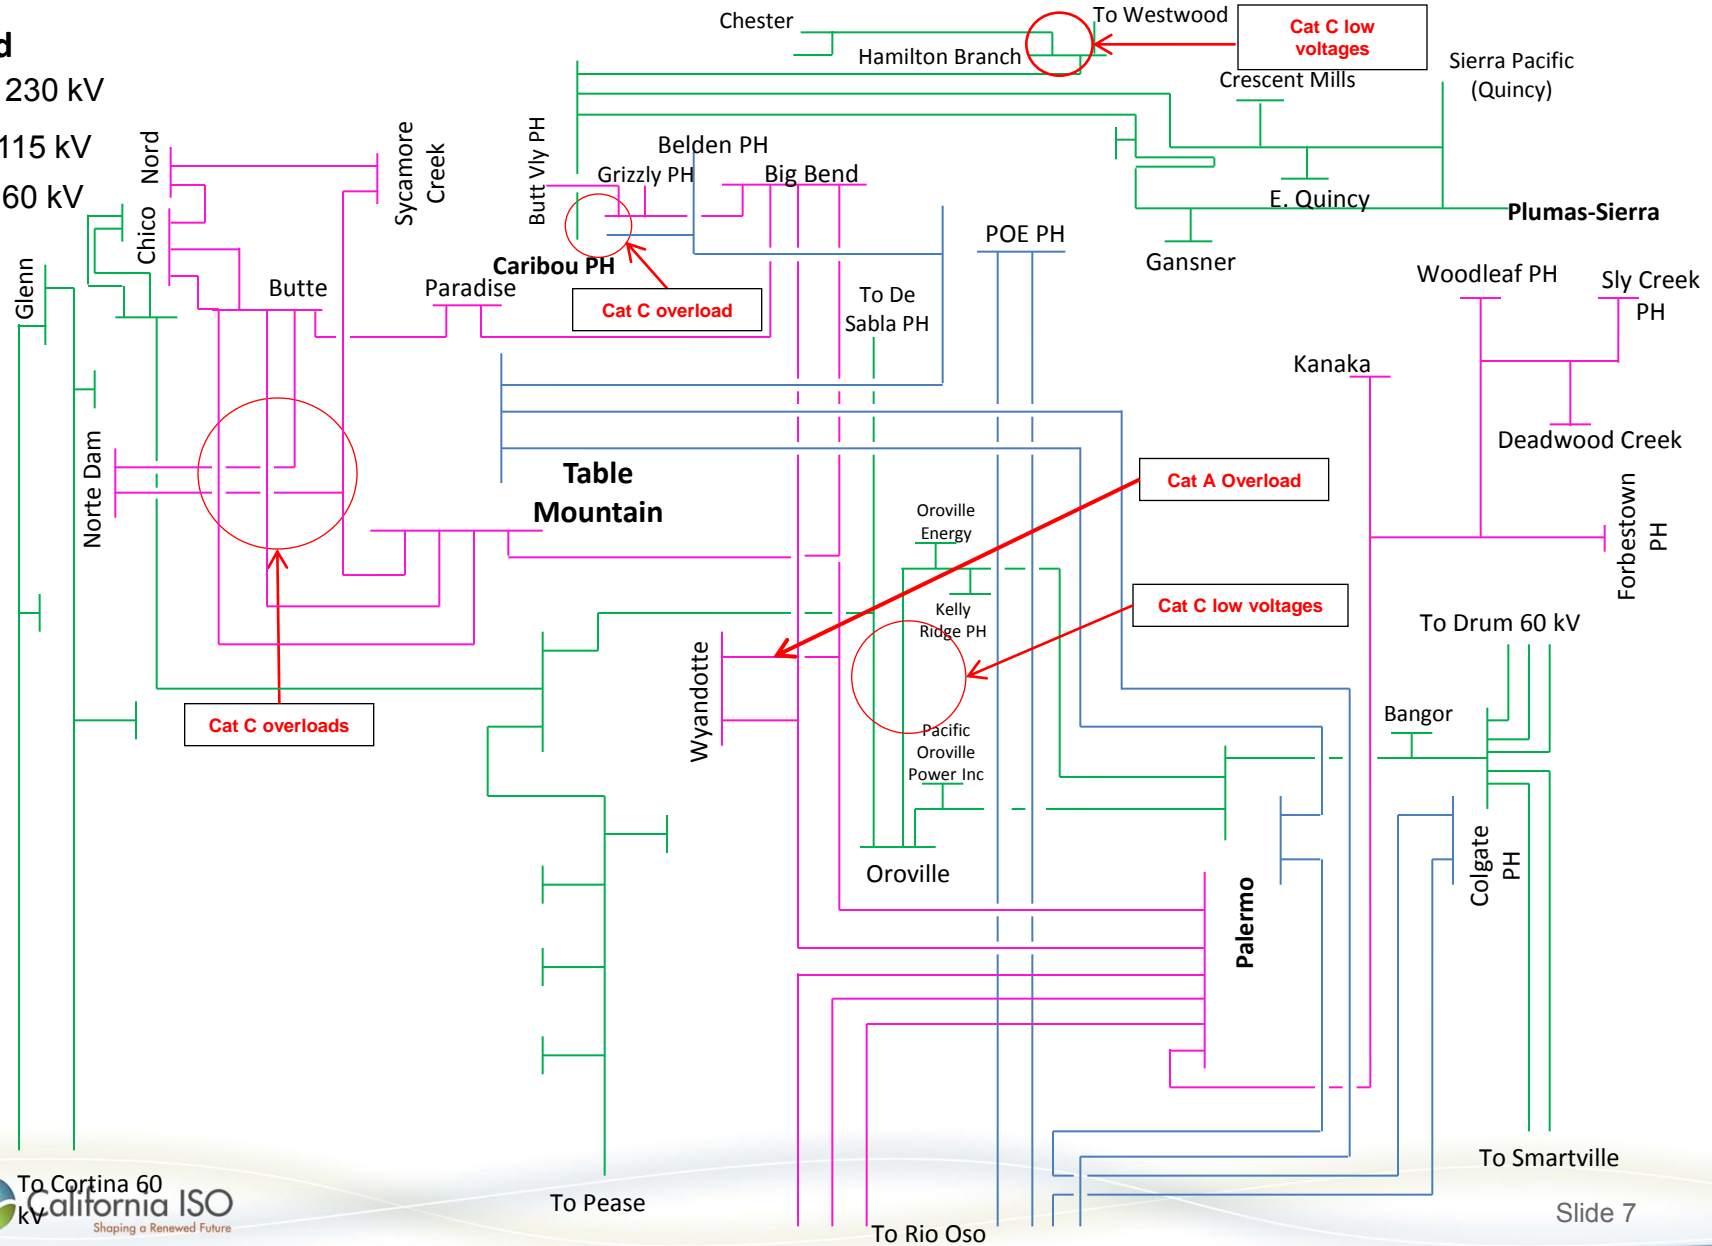 d
230 kV
115 kV
60 kV
Chester
To Westwood
Hamilton Branch
Cat C low
voltages
Crescent Mills
Sierra Pacific
(Quincy)
Nord
Sycamore
Creek
Butt Vly PH
Belden PH
Grizzly PH
Big Bend
E. Quincy
Plumas-Sierra
Chico
POE PH
Gansner
Caribou PH
Glenn
Butte
Paradise
Cat C overload
To De
Sabla PH
Woodleaf PH
Sly Creek
PH
Kanaka
Deadwood Creek
Norte Dam
Table
Mountain
Cat A Overload
Oroville
Energy
Forbestown
PH
Kelly
Ridge PH
Cat C low voltages
To Drum 60 kV
Wyandotte
Cat C overloads
Pacific
Oroville
Power Inc
Bangor
Oroville
Colgate
PH
Palermo
To Cortina 60
kV
California ISO
Shaping a Renewed Future
To Pease
To Rio Oso
To Smartville
Slide 7